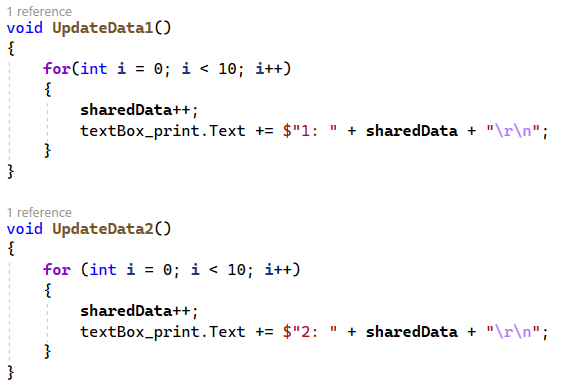 1 reference
void UpdateData1()
{
    for(int i = 0; i < 10; i++)
    {
        sharedData++;
        textBox_print.Text += $"1: " + sharedData + "\r\n";
    }
}
1 reference
void UpdateData2()
{
    for (int i = 0; i < 10; i++)
    {
        sharedData++;
        textBox_print.Text += $"2: " + sharedData + "\r\n";
    }
}